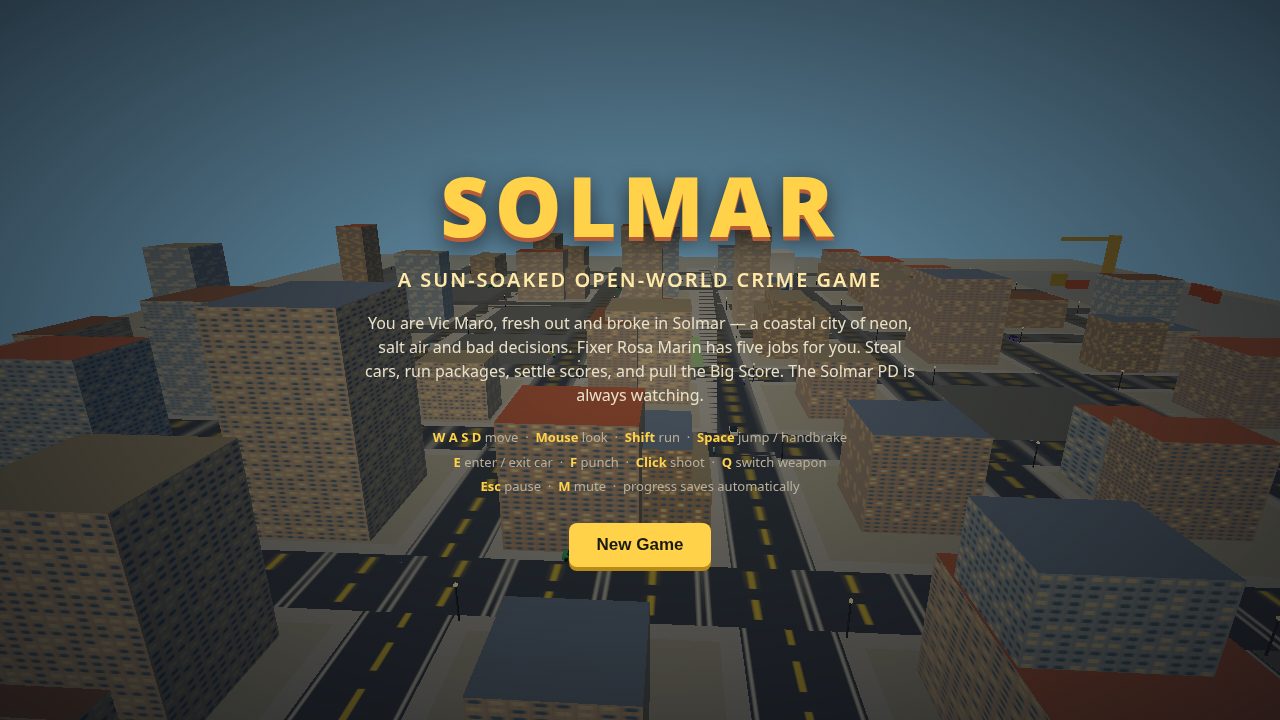 SOLMAR
A SUN-SOAKED OPEN-WORLD CRIME GAME
You are Vic Maro, fresh out and broke in Solmar — a coastal city of neon,
salt air and bad decisions. Fixer Rosa Marin has five jobs for you. Steal
cars, run packages, settle scores, and pull the Big Score. The Solmar PD is
always watching.
W A S D move · Mouse look · Shift run · Space jump / handbrake
E enter / exit car · F punch · Click shoot · Q switch weapon
Esc pause · M mute · progress saves automatically
New Game